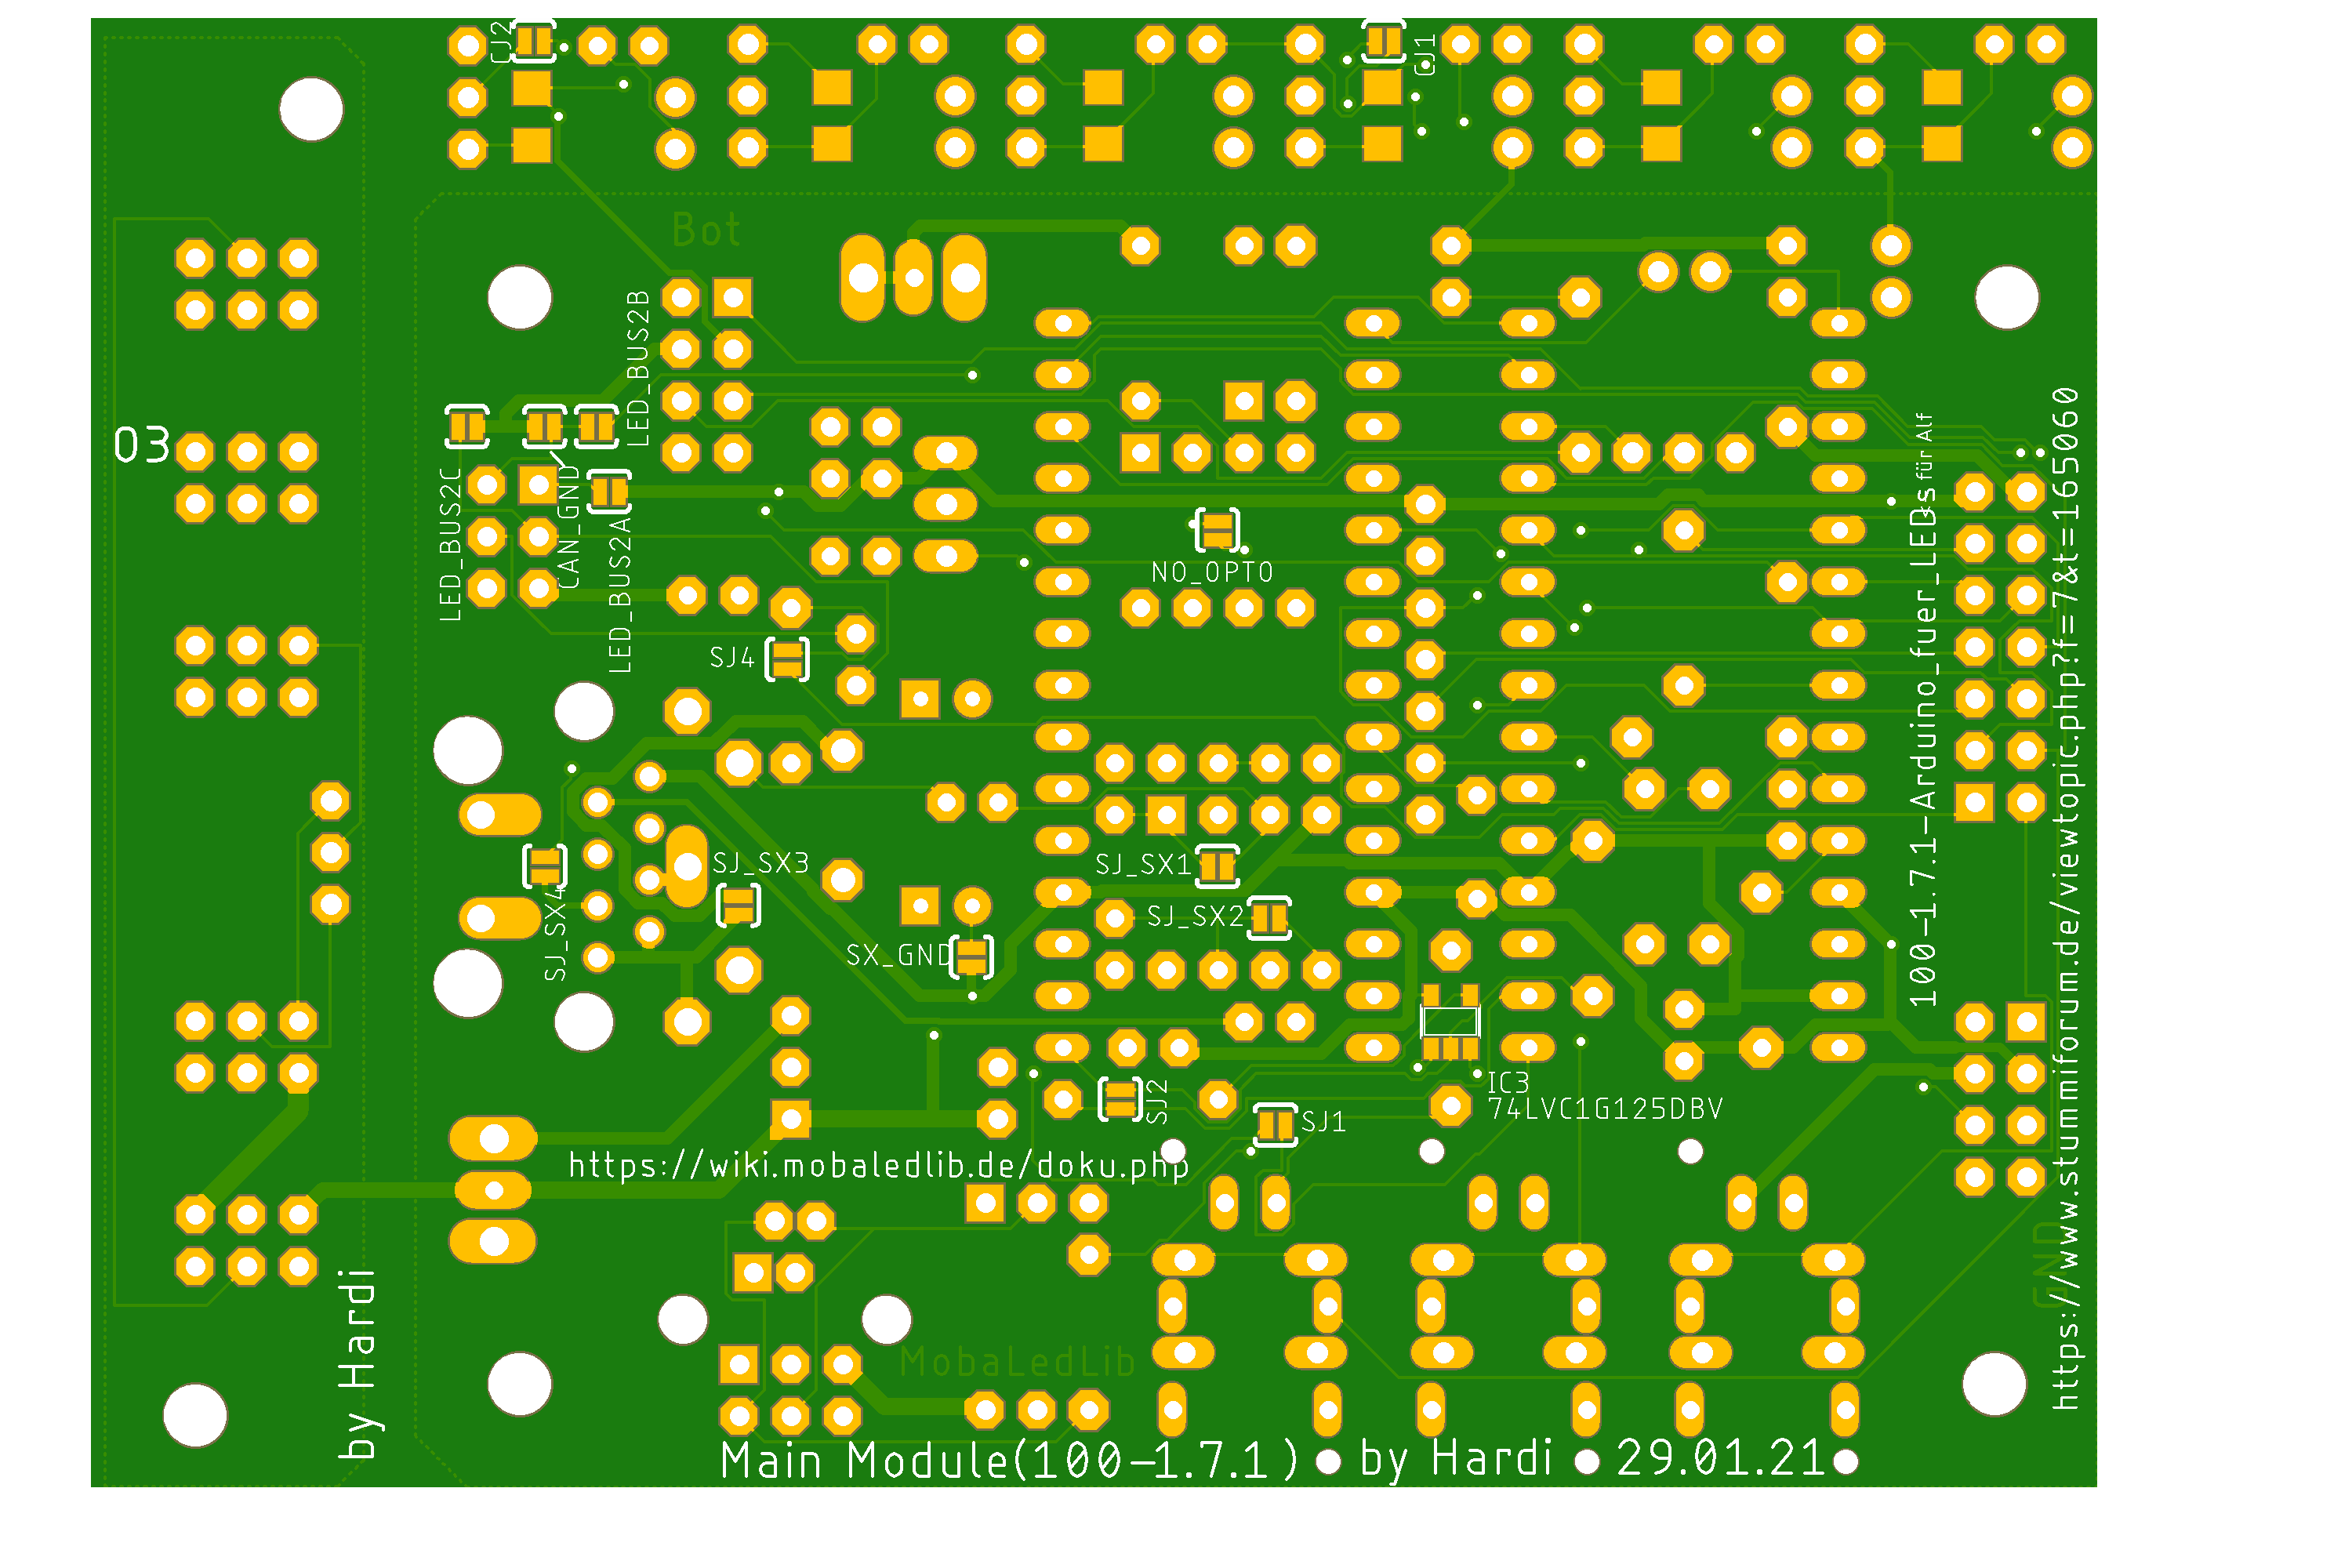 CJ2
CJ1
Bot
LED_BUS2B
03
LED_BUS2C
CAN_GND
LED_BUS2A
NO_OPTO
SJ4
SJ_SX3
SJ_SX4
SJ_SX1
SJ_SX2
SX_GND
SJ2
SJ1
IC3
74LVC1G125DBV
100-1.7.1-Arduino_fuer_LEDs
für Alf
https://www.stummiforum.de/viewtopic.php?f=7&t=165060
https://wiki.mobaledlib.de/doku.php
GND
by Hardi
MobaLedLib
Main Module(100-1.7.1) by Hardi 29.01.21